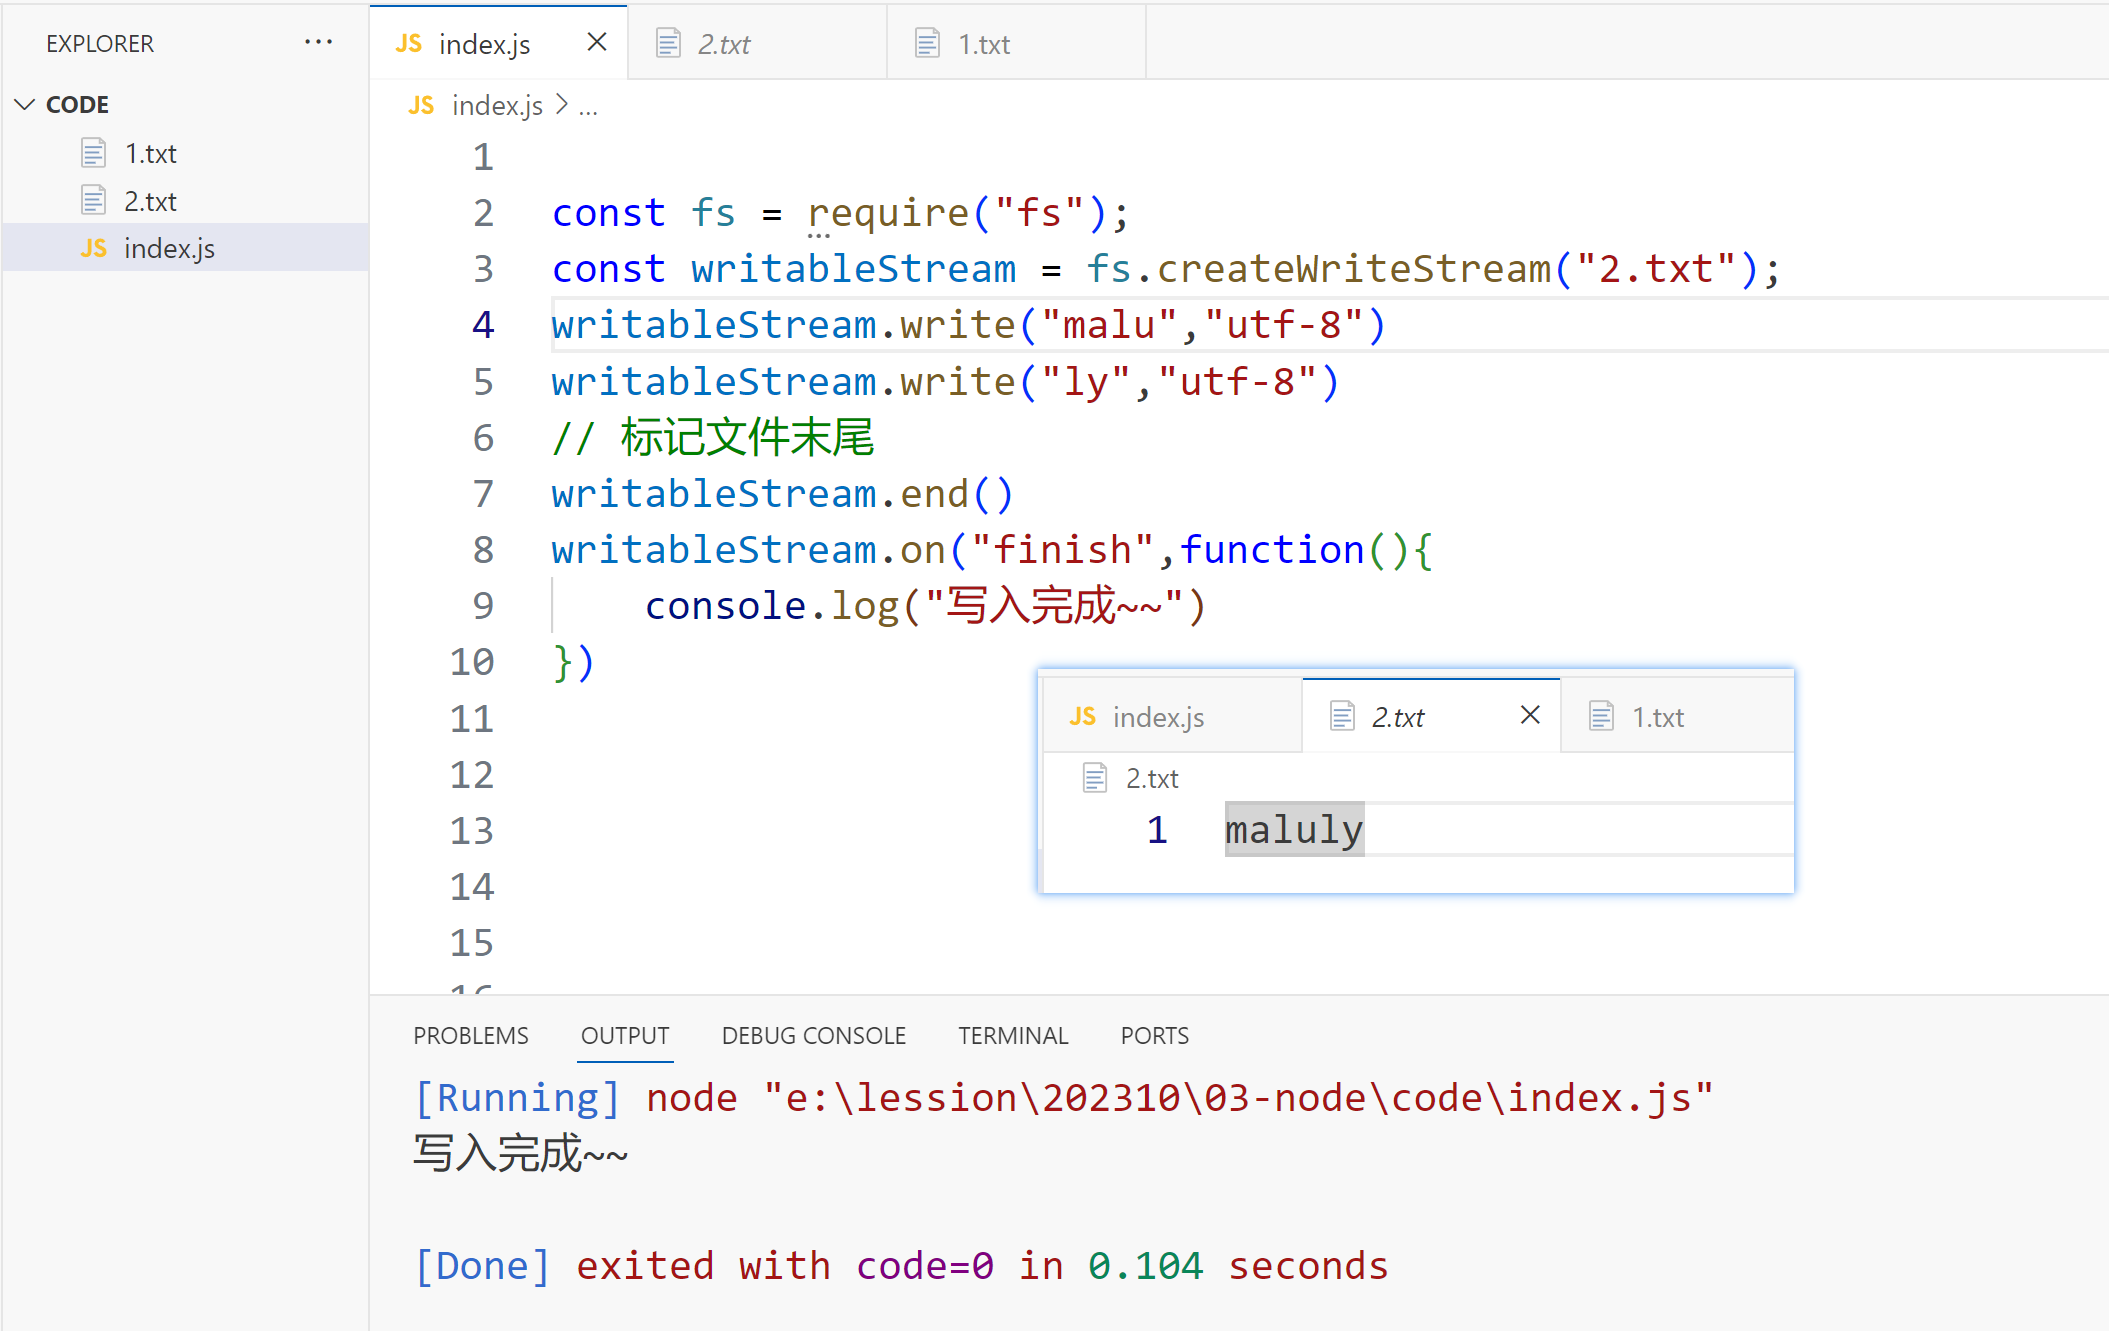 EXPLORER ...
CODE
1.txt
2.txt
JS index.js
JS index.js
2.txt
1.txt
JS index.js > ...
1
2 const fs = require("fs");
3 const writableStream = fs.createWriteStream("2.txt");
4 writableStream.write("malu","utf-8")
5 writableStream.write("ly","utf-8")
6 // 标记文件末尾
7 writableStream.end()
8 writableStream.on("finish",function(){
9 console.log("写入完成~~")
10 })
11
12
13
14
15
16
JS index.js
2.txt
1.txt
2.txt
1 maluly
PROBLEMS OUTPUT DEBUG CONSOLE TERMINAL PORTS
[Running] node "e:\lession\202310\03-node\code\index.js"
写入完成~~
[Done] exited with code=0 in 0.104 seconds